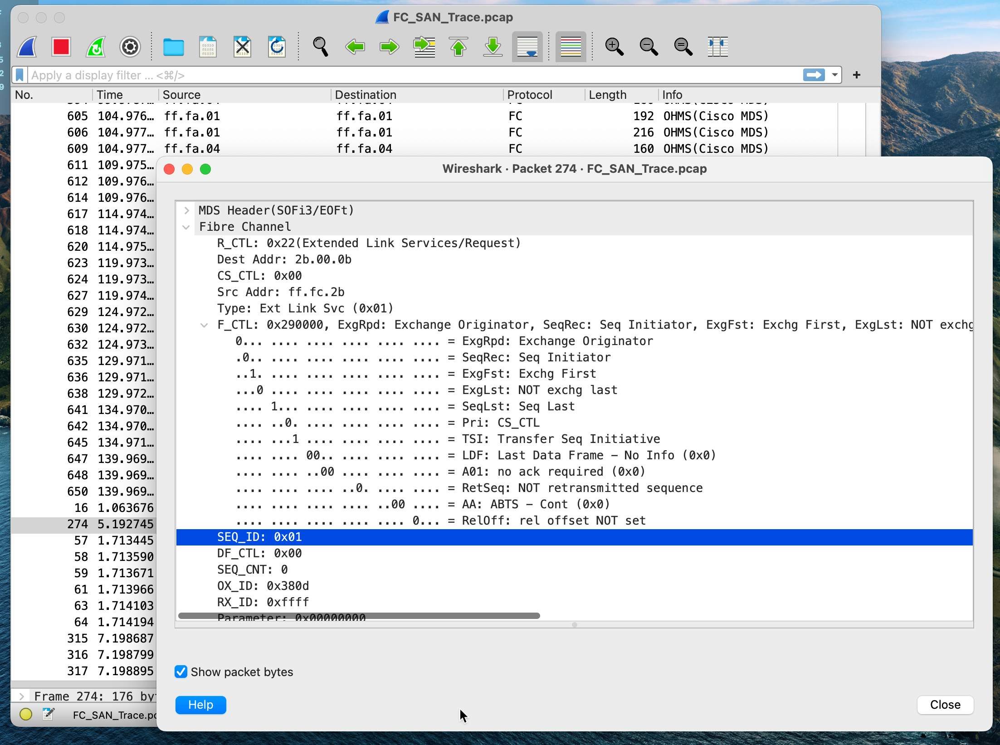 FC_SAN_Trace.pcap
Apply a display filter ... <⌘/>
+
No. Time Source Destination Protocol Length Info
605 104.976… ff.fa.01 ff.fa.01 FC 192 OHMS(Cisco MDS)
606 104.977… ff.fa.01 ff.fa.01 FC 216 OHMS(Cisco MDS)
609 104.977… ff.fa.04 ff.fa.04 FC 160 OHMS(Cisco MDS)
611 109.975…
612 109.976…
614 109.976…
617 114.974…
618 114.974…
620 114.975…
623 119.973…
624 119.973…
627 119.974…
629 124.972…
630 124.972…
632 124.973…
635 129.971…
636 129.971…
638 129.972…
641 134.970…
642 134.970…
645 134.971…
647 139.969…
648 139.969…
650 139.969…
16 1.063676
274 5.192745
57 1.713445
58 1.713590
59 1.713671
61 1.713966
63 1.714103
64 1.714194
315 7.198687
316 7.198799
317 7.198895
Frame 274: 176 by
FC_SAN_Trace.pc
Wireshark · Packet 274 · FC_SAN_Trace.pcap
MDS Header(SOFi3/EOFt)
Fibre Channel
R_CTL: 0x22(Extended Link Services/Request)
Dest Addr: 2b.00.0b
CS_CTL: 0x00
Src Addr: ff.fc.2b
Type: Ext Link Svc (0x01)
F_CTL: 0x290000, ExgRpd: Exchange Originator, SeqRec: Seq Initiator, ExgFst: Exchg First, ExgLst: NOT exchg
0... .... .... .... .... .... = ExgRpd: Exchange Originator
.0.. .... .... .... .... .... = SeqRec: Seq Initiator
..1. .... .... .... .... .... = ExgFst: Exchg First
...0 .... .... .... .... .... = ExgLst: NOT exchg last
.... 1... .... .... .... .... = SeqLst: Seq Last
.... ..0. .... .... .... .... = Pri: CS_CTL
.... ...1 .... .... .... .... = TSI: Transfer Seq Initiative
.... .... 00.. .... .... .... = LDF: Last Data Frame – No Info (0x0)
.... .... ..00 .... .... .... = A01: no ack required (0x0)
.... .... .... ..0. .... .... = RetSeq: NOT retransmitted sequence
.... .... .... .... ..00 .... = AA: ABTS – Cont (0x0)
.... .... .... .... .... 0... = RelOff: rel offset NOT set
SEQ_ID: 0x01
DF_CTL: 0x00
SEQ_CNT: 0
OX_ID: 0x380d
RX_ID: 0xffff
Parameter: 0x00000000
Show packet bytes
Help
Close